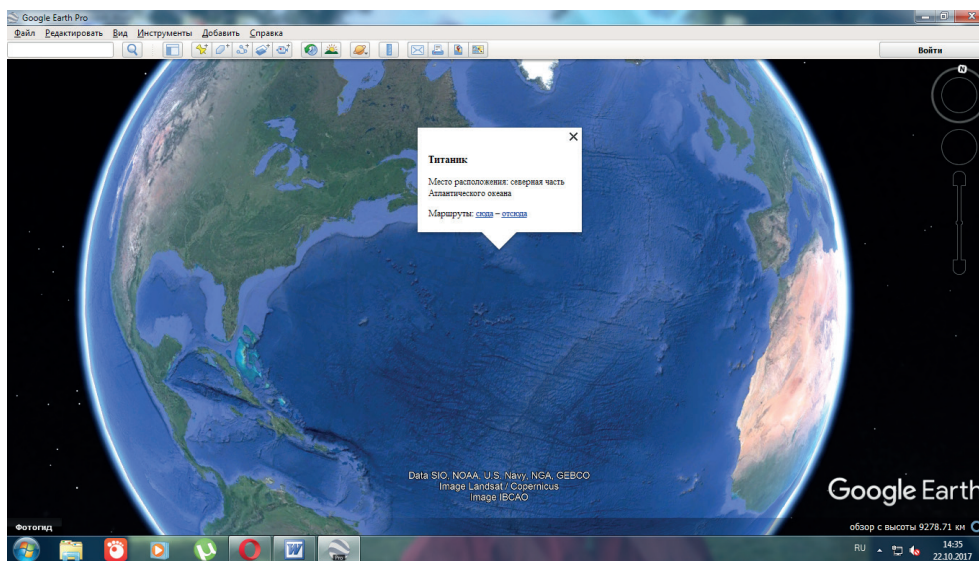 Google Earth Pro
Файл Редактировать Вид Инструменты Добавить Справка
Войти
N
Титаник
Место расположения: северная часть
Атлантического океана
Маршруты: сюда – отсюда
Data SIO, NOAA, U.S. Navy, NGA, GEBCO
Image Landsat / Copernicus
Image IBCAO
Google Earth
Фотогид
обзор с высоты 9278.71 км
W
Pro
RU
14:35
22.10.2017